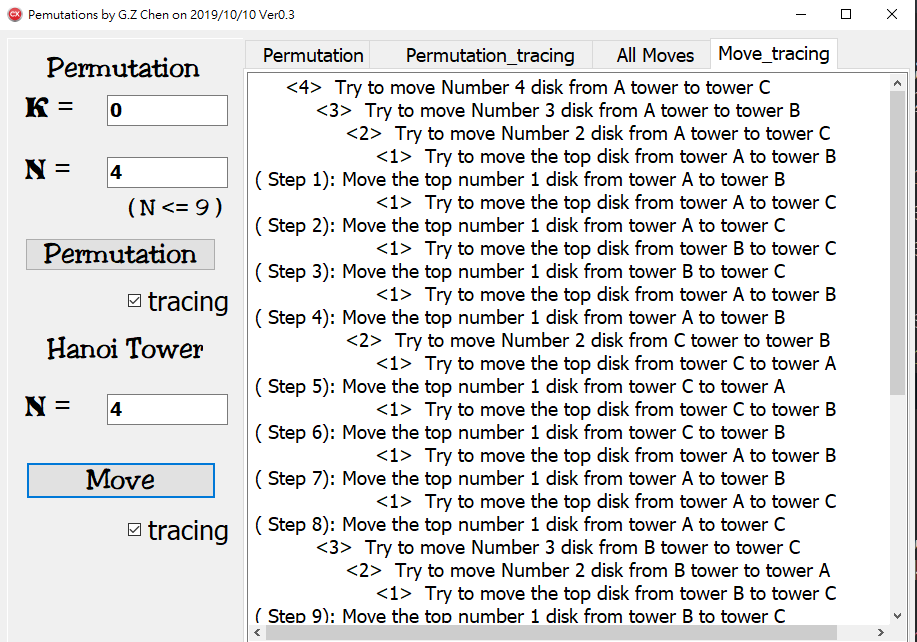 Pemutations by G.Z Chen on 2019/10/10 Ver0.3
Permutation
K =
0
N =
4
( N <= 9 )
Permutation
tracing
Hanoi Tower
N =
4
Move
tracing
Permutation Permutation_tracing All Moves Move_tracing
<4> Try to move Number 4 disk from A tower to tower C
<3> Try to move Number 3 disk from A tower to tower B
<2> Try to move Number 2 disk from A tower to tower C
<1> Try to move the top disk from tower A to tower B
( Step 1): Move the top number 1 disk from tower A to tower B
<1> Try to move the top disk from tower A to tower C
( Step 2): Move the top number 1 disk from tower A to tower C
<1> Try to move the top disk from tower B to tower C
( Step 3): Move the top number 1 disk from tower B to tower C
<1> Try to move the top disk from tower A to tower B
( Step 4): Move the top number 1 disk from tower A to tower B
<2> Try to move Number 2 disk from C tower to tower B
<1> Try to move the top disk from tower C to tower A
( Step 5): Move the top number 1 disk from tower C to tower A
<1> Try to move the top disk from tower C to tower B
( Step 6): Move the top number 1 disk from tower C to tower B
<1> Try to move the top disk from tower A to tower B
( Step 7): Move the top number 1 disk from tower A to tower B
<1> Try to move the top disk from tower A to tower C
( Step 8): Move the top number 1 disk from tower A to tower C
<3> Try to move Number 3 disk from B tower to tower C
<2> Try to move Number 2 disk from B tower to tower A
<1> Try to move the top disk from tower B to tower C
( Step 9): Move the top number 1 disk from tower B to tower C